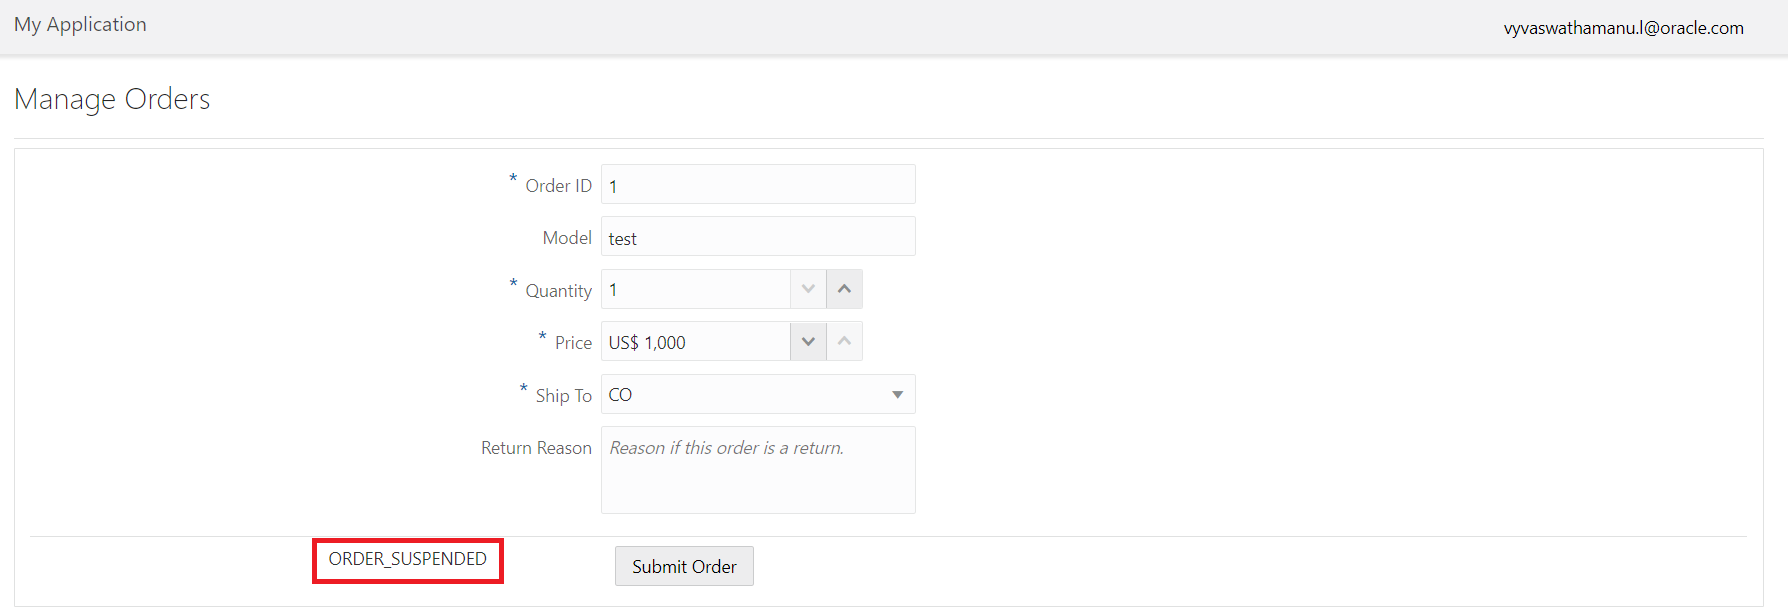 My Application
vyvaswathamanu.l@oracle.com
Manage Orders
* Order ID 1
Model test
* Quantity 1
* Price US$ 1,000
* Ship To CO
Return Reason Reason if this order is a return.
ORDER_SUSPENDED Submit Order